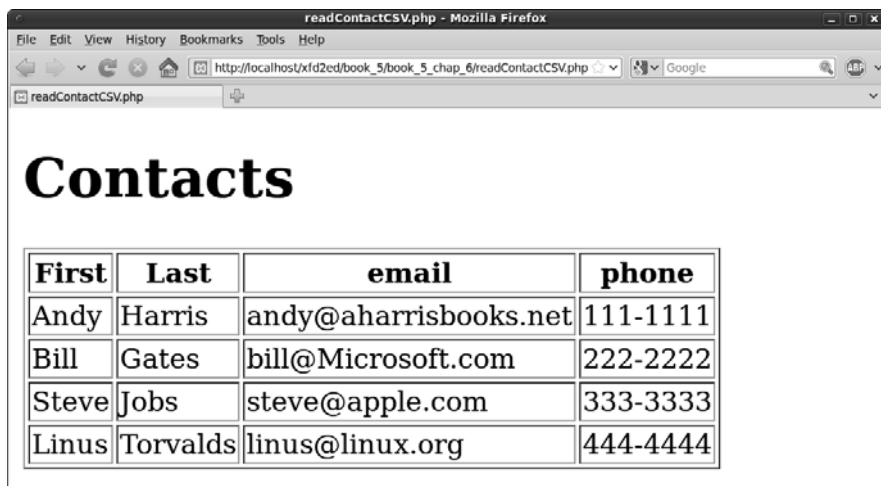 readContactCSV.php - Mozilla Firefox
File Edit View History Bookmarks Tools Help
http://localhost/xfd2ed/book_5/book_5_chap_6/readContactCSV.php Google ABP
readContactCSV.php
Contacts
First Last email phone
Andy Harris andy@aharrisbooks.net 111-1111
Bill Gates bill@Microsoft.com 222-2222
Steve Jobs steve@apple.com 333-3333
Linus Torvalds linus@linux.org 444-4444